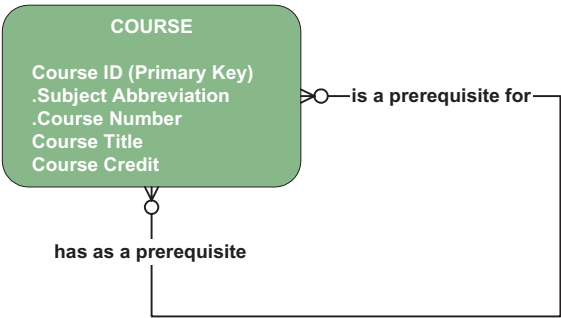 COURSE
Course ID (Primary Key)
.Subject Abbreviation
.Course Number
Course Title
Course Credit
is a prerequisite for
has as a prerequisite